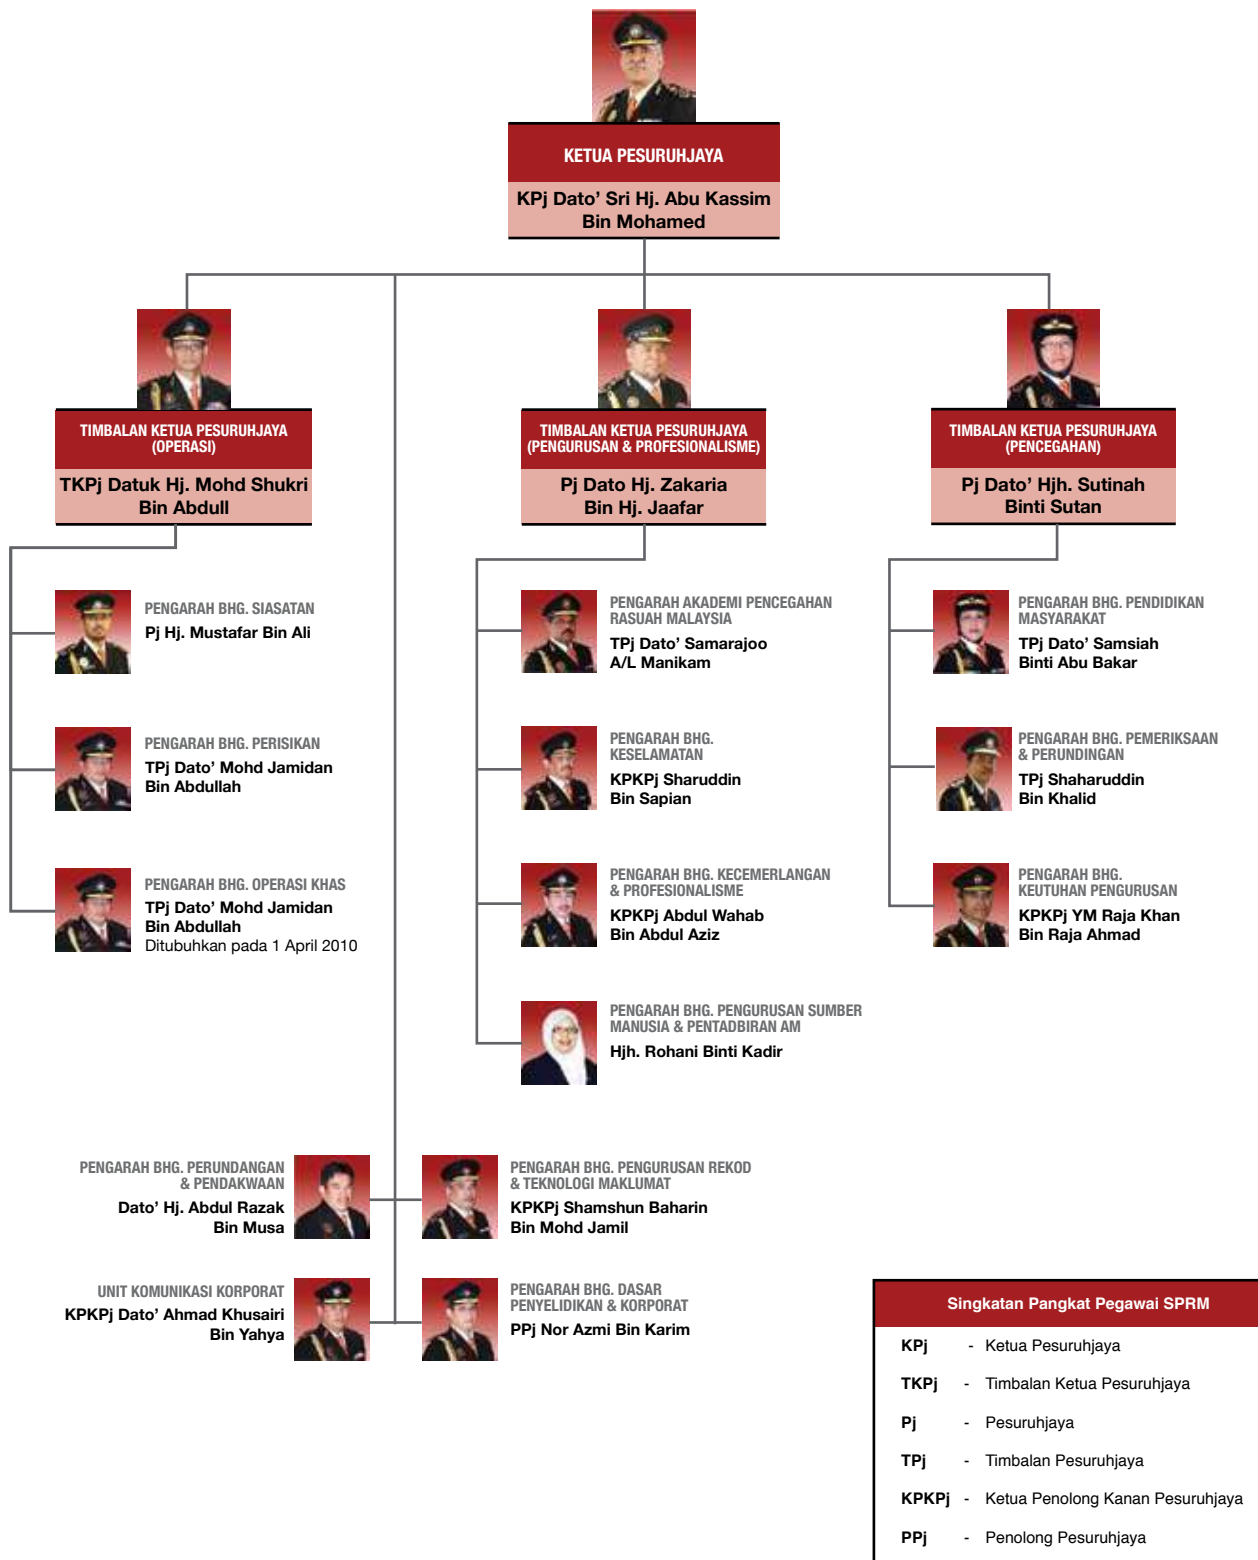 KETUA PESURUHJAYA
KPj Dato' Sri Hj. Abu Kassim
Bin Mohamed
TIMBALAN KETUA PESURUHJAYA
(OPERASI)
TKPj Datuk Hj. Mohd Shukri
Bin Abdull
PENGARAH BHG. SIASATAN
Pj Hj. Mustafar Bin Ali
PENGARAH BHG. PERISIKAN
TPj Dato' Mohd Jamidan
Bin Abdullah
PENGARAH BHG. OPERASI KHAS
TPj Dato' Mohd Jamidan
Bin Abdullah
Ditubuhkan pada 1 April 2010
TIMBALAN KETUA PESURUHJAYA
(PENGURUSAN & PROFESIONALISME)
Pj Dato Hj. Zakaria
Bin Hj. Jaafar
PENGARAH AKADEMI PENCEGAHAN
RASUAH MALAYSIA
TPj Dato' Samarajoo
A/L Manikam
PENGARAH BHG.
KESELAMATAN
KPKPj Sharuddin
Bin Sapian
PENGARAH BHG. KECEMERLANGAN
& PROFESIONALISME
KPKPj Abdul Wahab
Bin Abdul Aziz
PENGARAH BHG. PENGURUSAN SUMBER
MANUSIA & PENTADBIRAN AM
Hjh. Rohani Binti Kadir
TIMBALAN KETUA PESURUHJAYA
(PENCEGAHAN)
Pj Dato' Hjh. Sutinah
Binti Sutan
PENGARAH BHG. PENDIDIKAN
MASYARAKAT
TPj Dato' Samsiah
Binti Abu Bakar
PENGARAH BHG. PEMERIKSAAN
& PERUNDINGAN
TPj Shaharuddin
Bin Khalid
PENGARAH BHG.
KEUTUHAN PENGURUSAN
KPKPj YM Raja Khan
Bin Raja Ahmad
PENGARAH BHG. PERUNDANGAN
& PENDAKWAAN
Dato' Hj. Abdul Razak
Bin Musa
PENGARAH BHG. PENGURUSAN REKOD
& TEKNOLOGI MAKLUMAT
KPKPj Shamshun Baharin
Bin Mohd Jamil
UNIT KOMUNIKASI KORPORAT
KPKPj Dato' Ahmad Khusairi
Bin Yahya
PENGARAH BHG. DASAR
PENYELIDIKAN & KORPORAT
PPj Nor Azmi Bin Karim
Singkatan Pangkat Pegawai SPRM
KPj - Ketua Pesuruhjaya
TKPj - Timbalan Ketua Pesuruhjaya
Pj - Pesuruhjaya
TPj - Timbalan Pesuruhjaya
KPKPj - Ketua Penolong Kanan Pesuruhjaya
PPj - Penolong Pesuruhjaya